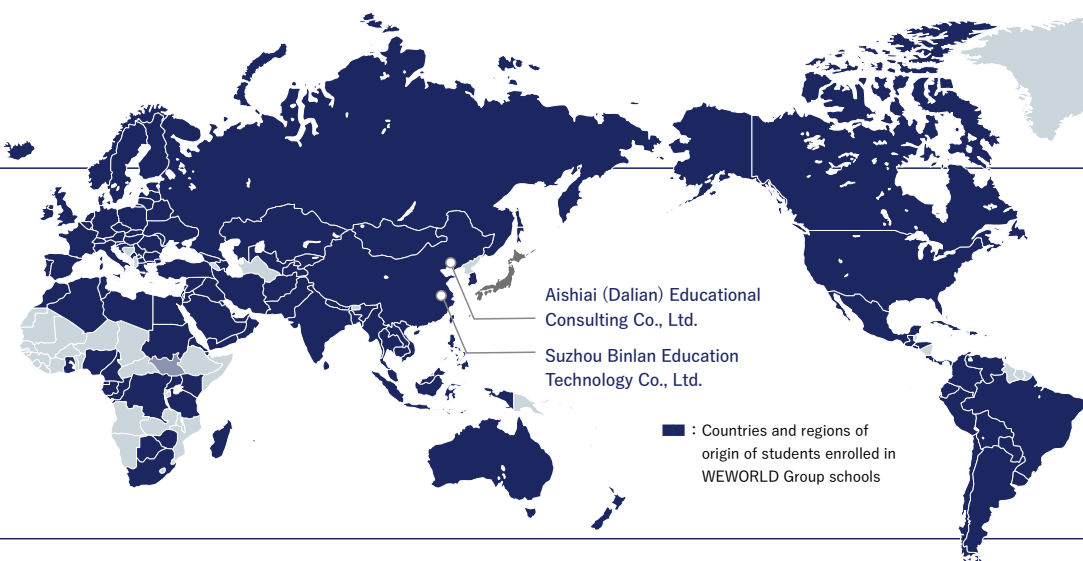 Aishiai (Dalian) Educational
Consulting Co., Ltd.
Suzhou Binlan Education
Technology Co., Ltd.
: Countries and regions of
origin of students enrolled in
WEWORLD Group schools